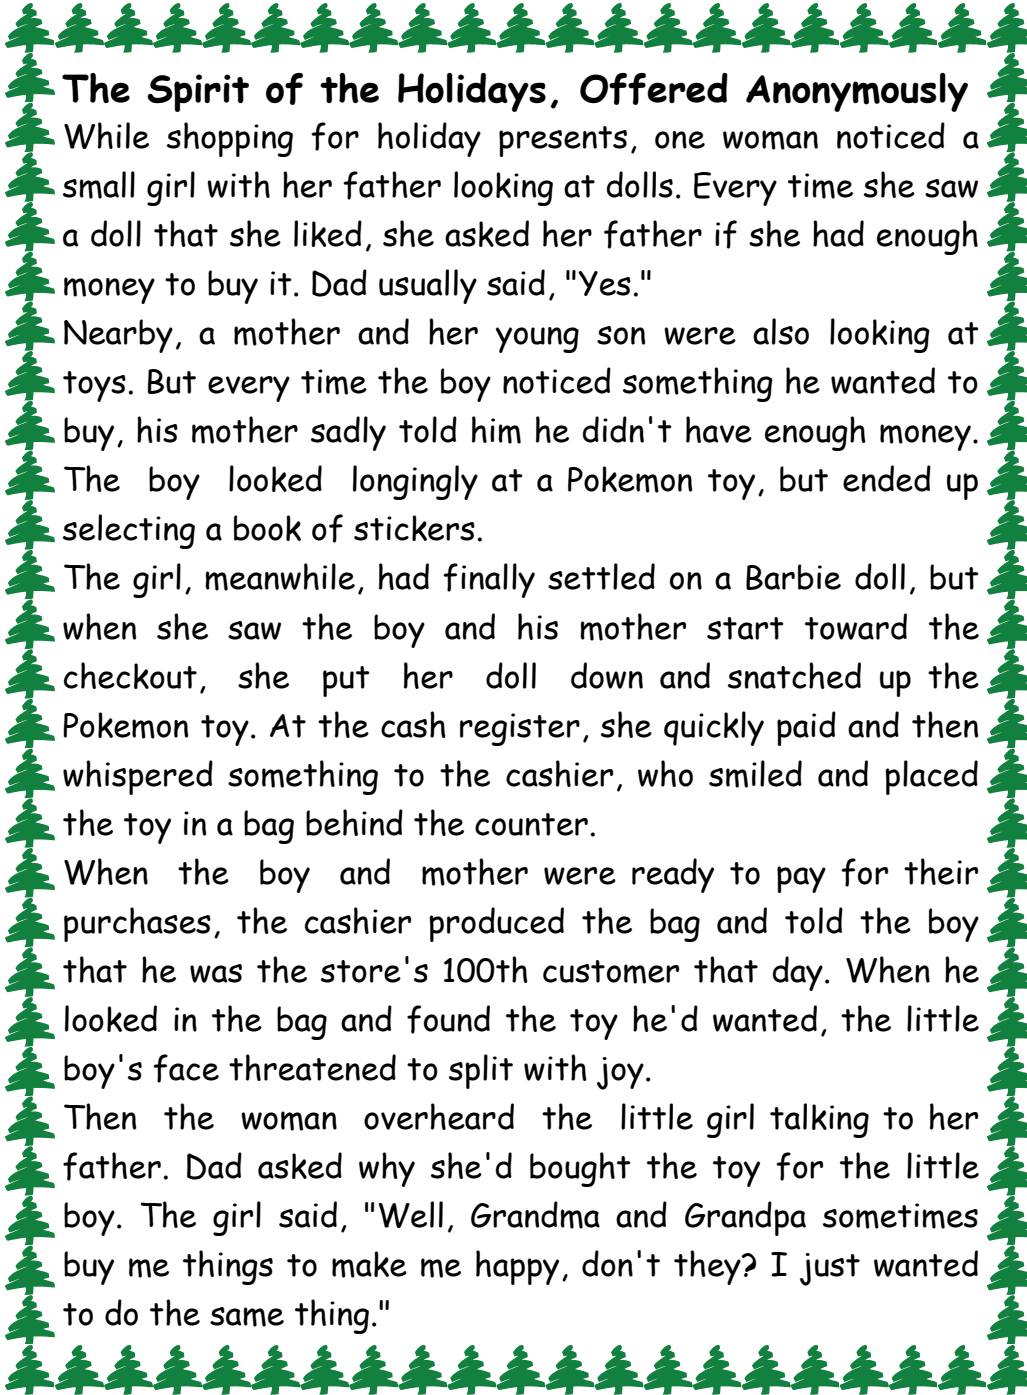 The Spirit of the Holidays, Offered Anonymously
While shopping for holiday presents, one woman noticed a
small girl with her father looking at dolls. Every time she saw
a doll that she liked, she asked her father if she had enough
money to buy it. Dad usually said, "Yes."
Nearby, a mother and her young son were also looking at
toys. But every time the boy noticed something he wanted to
buy, his mother sadly told him he didn't have enough money.
The boy looked longingly at a Pokemon toy, but ended up
selecting a book of stickers.
The girl, meanwhile, had finally settled on a Barbie doll, but
when she saw the boy and his mother start toward the
checkout, she put her doll down and snatched up the
Pokemon toy. At the cash register, she quickly paid and then
whispered something to the cashier, who smiled and placed
the toy in a bag behind the counter.
When the boy and mother were ready to pay for their
purchases, the cashier produced the bag and told the boy
that he was the store's 100th customer that day. When he
looked in the bag and found the toy he'd wanted, the little
boy's face threatened to split with joy.
Then the woman overheard the little girl talking to her
father. Dad asked why she'd bought the toy for the little
boy. The girl said, "Well, Grandma and Grandpa sometimes
buy me things to make me happy, don't they? I just wanted
to do the same thing."